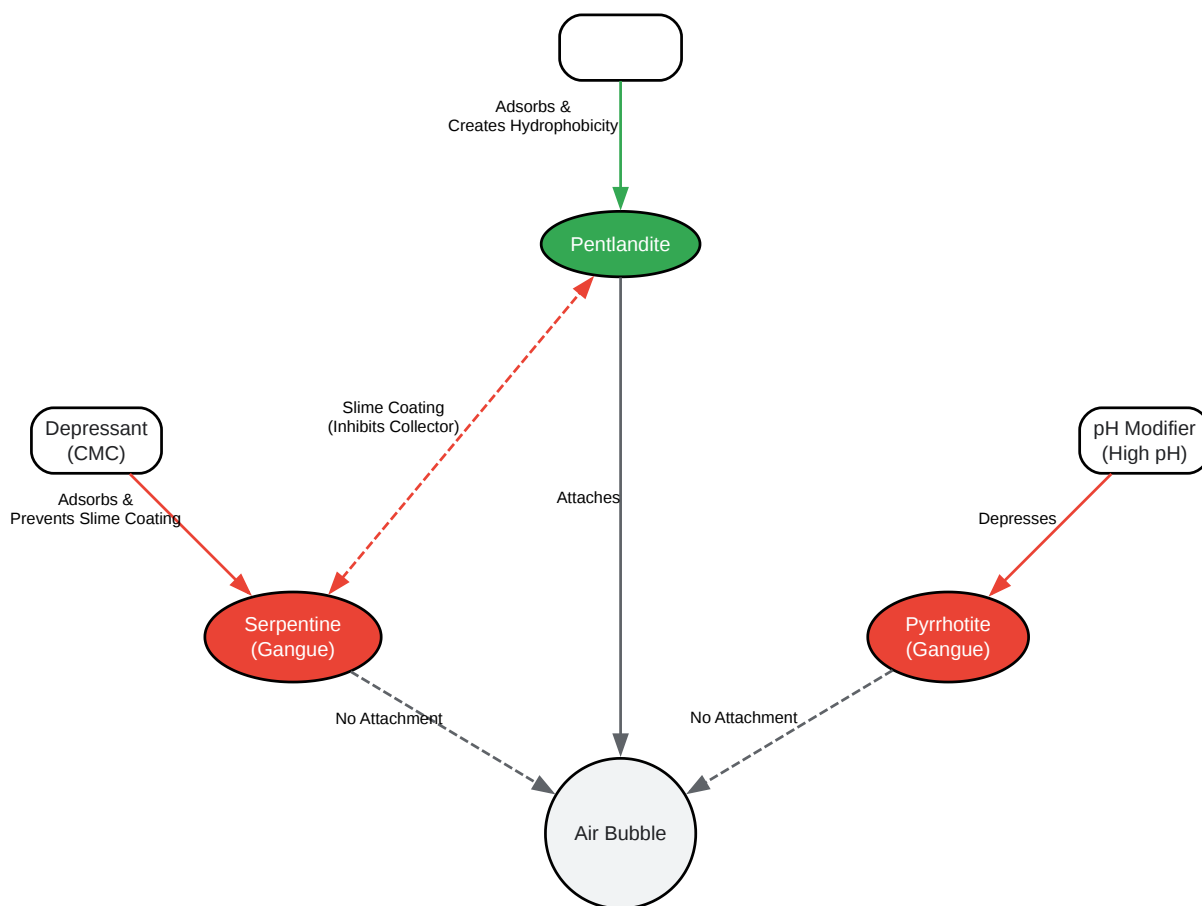 Adsorbs &
Creates Hydrophobicity
Pentlandite
Slime Coating
(Inhibits Collector)
Depressant
(CMC)
pH Modifier
(High pH)
Adsorbs &
Prevents Slime Coating
Attaches
Depresses
Serpentine
(Gangue)
Pyrrhotite
(Gangue)
No Attachment
No Attachment
Air Bubble